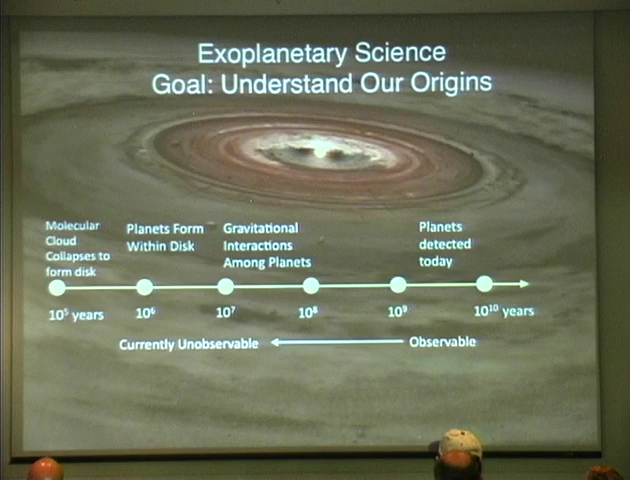 Exoplanetary Science
Goal: Understand Our Origins
Molecular
Cloud
Collapses to
form disk
Planets Form
Within Disk
Gravitational
Interactions
Among Planets
Planets
detected
today
10⁵ years
10⁶
10⁷
10⁸
10⁹
10¹⁰ years
Currently Unobservable
Observable